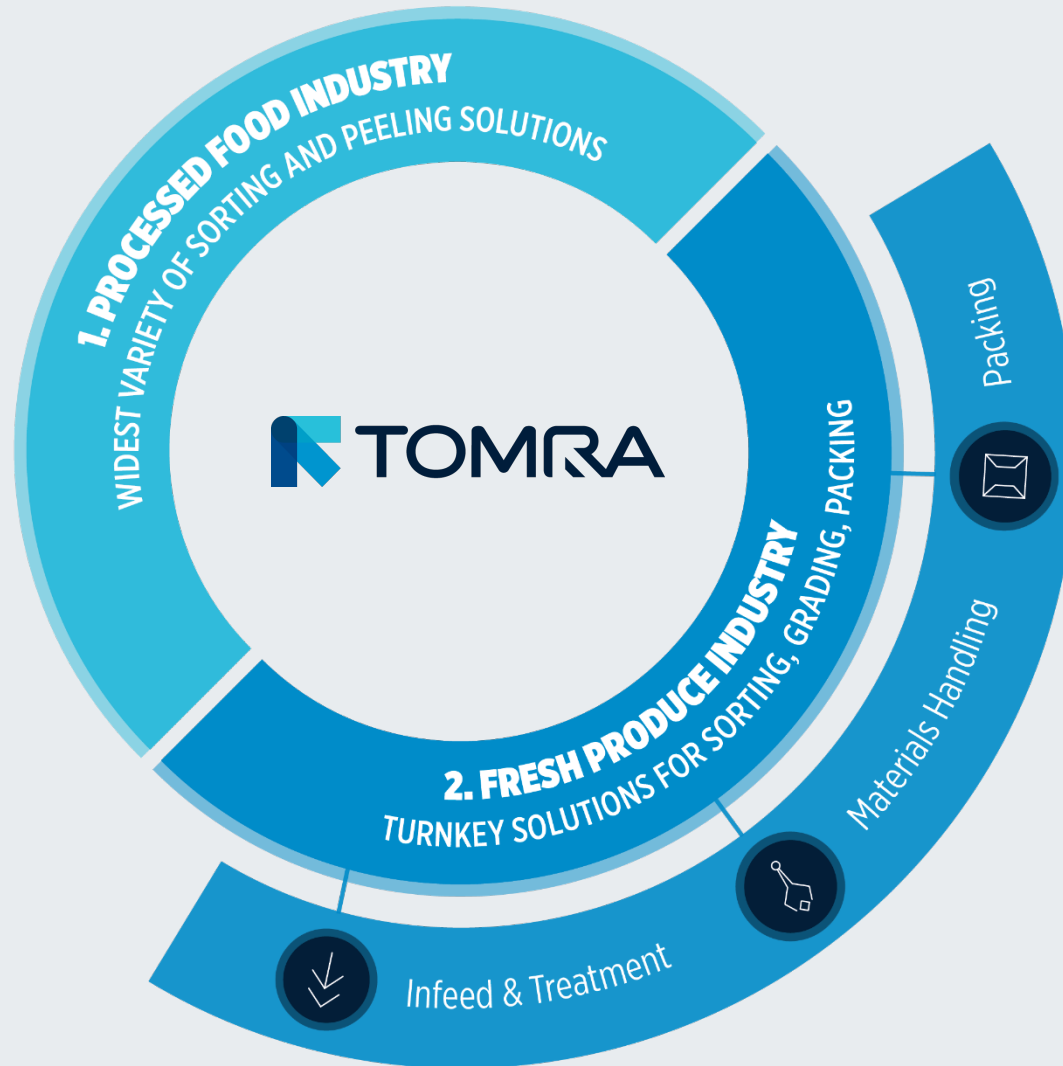 1. PROCESSED FOOD INDUSTRY
WIDEST VARIETY OF SORTING AND PEELING SOLUTIONS
TOMRA
2. FRESH PRODUCE INDUSTRY
TURNKEY SOLUTIONS FOR SORTING, GRADING, PACKING
Packing
Materials Handling
Infeed & Treatment